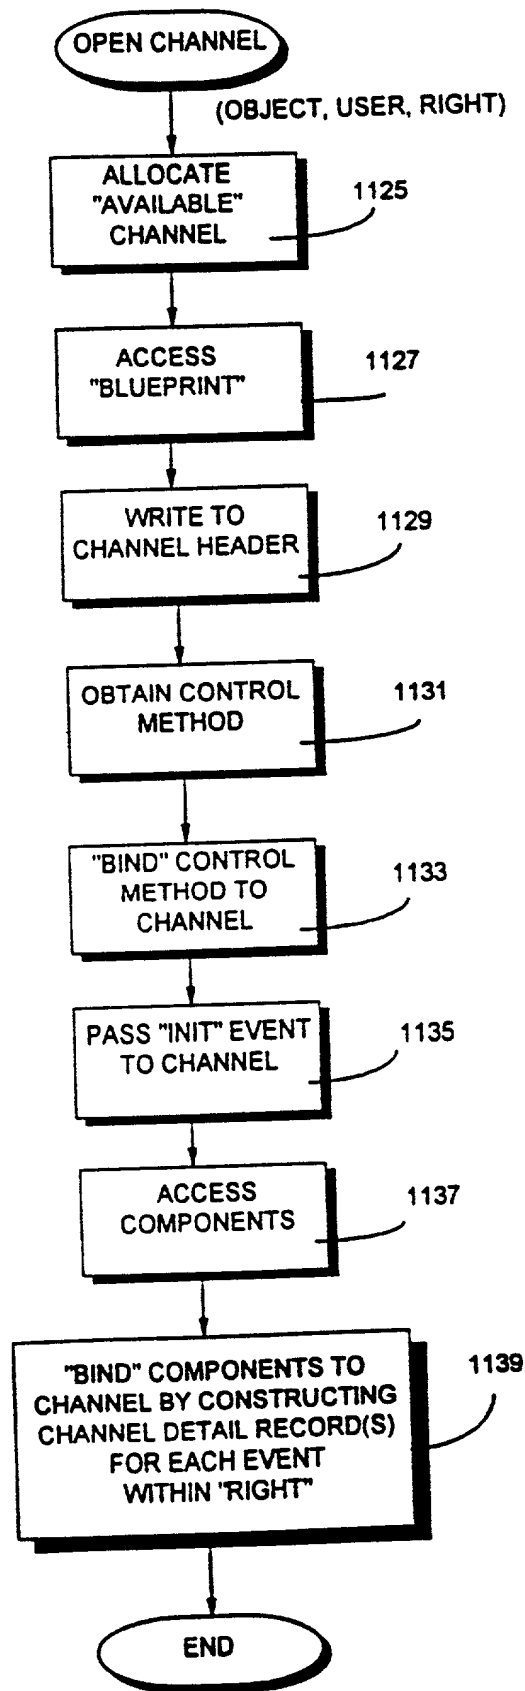 OPEN CHANNEL
(OBJECT, USER, RIGHT)
ALLOCATE
"AVAILABLE"
CHANNEL
1125
ACCESS
"BLUEPRINT"
1127
WRITE TO
CHANNEL HEADER
1129
OBTAIN CONTROL
METHOD
1131
"BIND" CONTROL
METHOD TO
CHANNEL
1133
PASS "INIT" EVENT
TO CHANNEL
1135
ACCESS
COMPONENTS
1137
"BIND" COMPONENTS TO
CHANNEL BY CONSTRUCTING
CHANNEL DETAIL RECORD(S)
FOR EACH EVENT
WITHIN "RIGHT"
1139
END